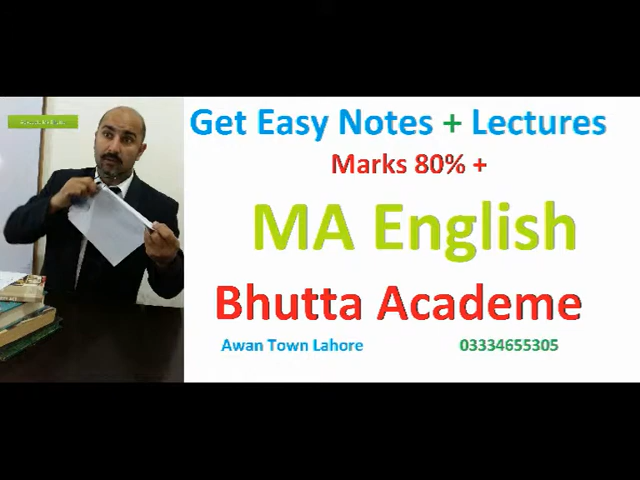 Get Easy Notes + Lectures
Marks 80% +
MA English
Bhutta Academe
Awan Town Lahore 03334655305